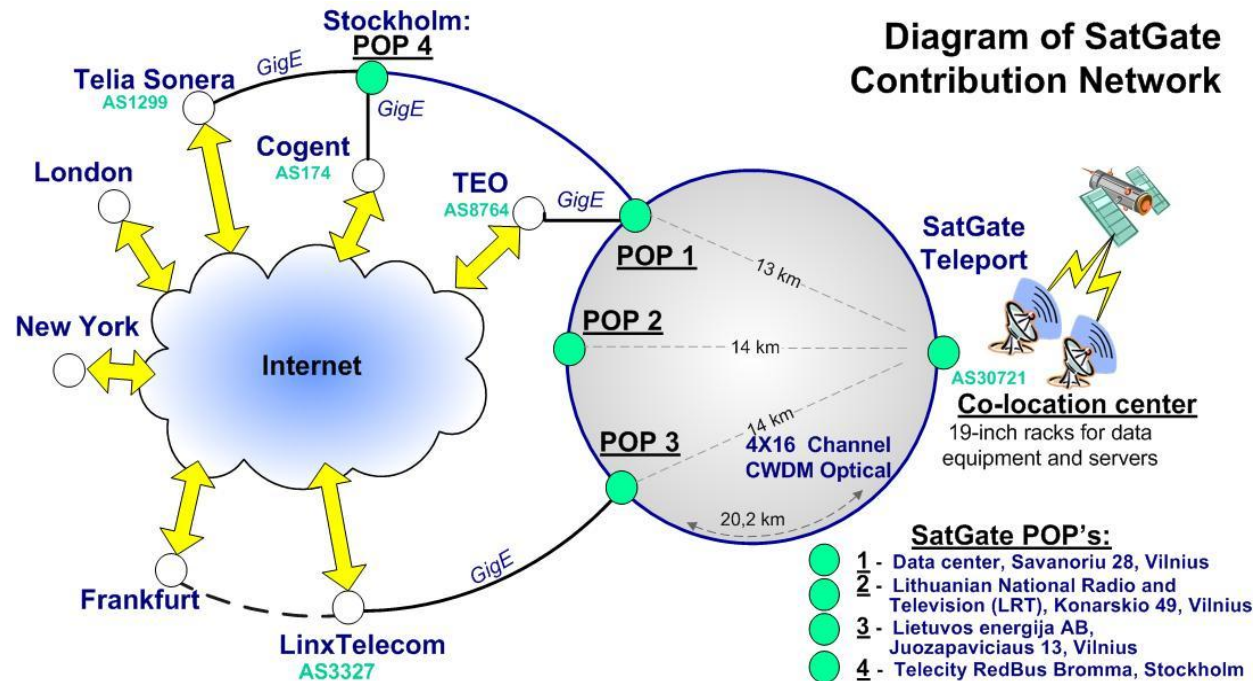 Diagram of SatGate
Contribution Network
Stockholm:
POP 4
GigE
Telia Sonera
AS1299
GigE
Cogent
AS174
London
TEO
AS8764
GigE
POP 1
13 km
SatGate
Teleport
New York
Internet
POP 2
14 km
AS30721
Co-location center
19-inch racks for data
equipment and servers
POP 3
14 km
4X16 Channel
CWDM Optical
20,2 km
GigE
Frankfurt
LinxTelecom
AS3327
SatGate POP's:
1 - Data center, Savanoriu 28, Vilnius
2 - Lithuanian National Radio and
Television (LRT), Konarskio 49, Vilnius
3 - Lietuvos energija AB,
Juozapaviciaus 13, Vilnius
4 - Telecity RedBus Bromma, Stockholm